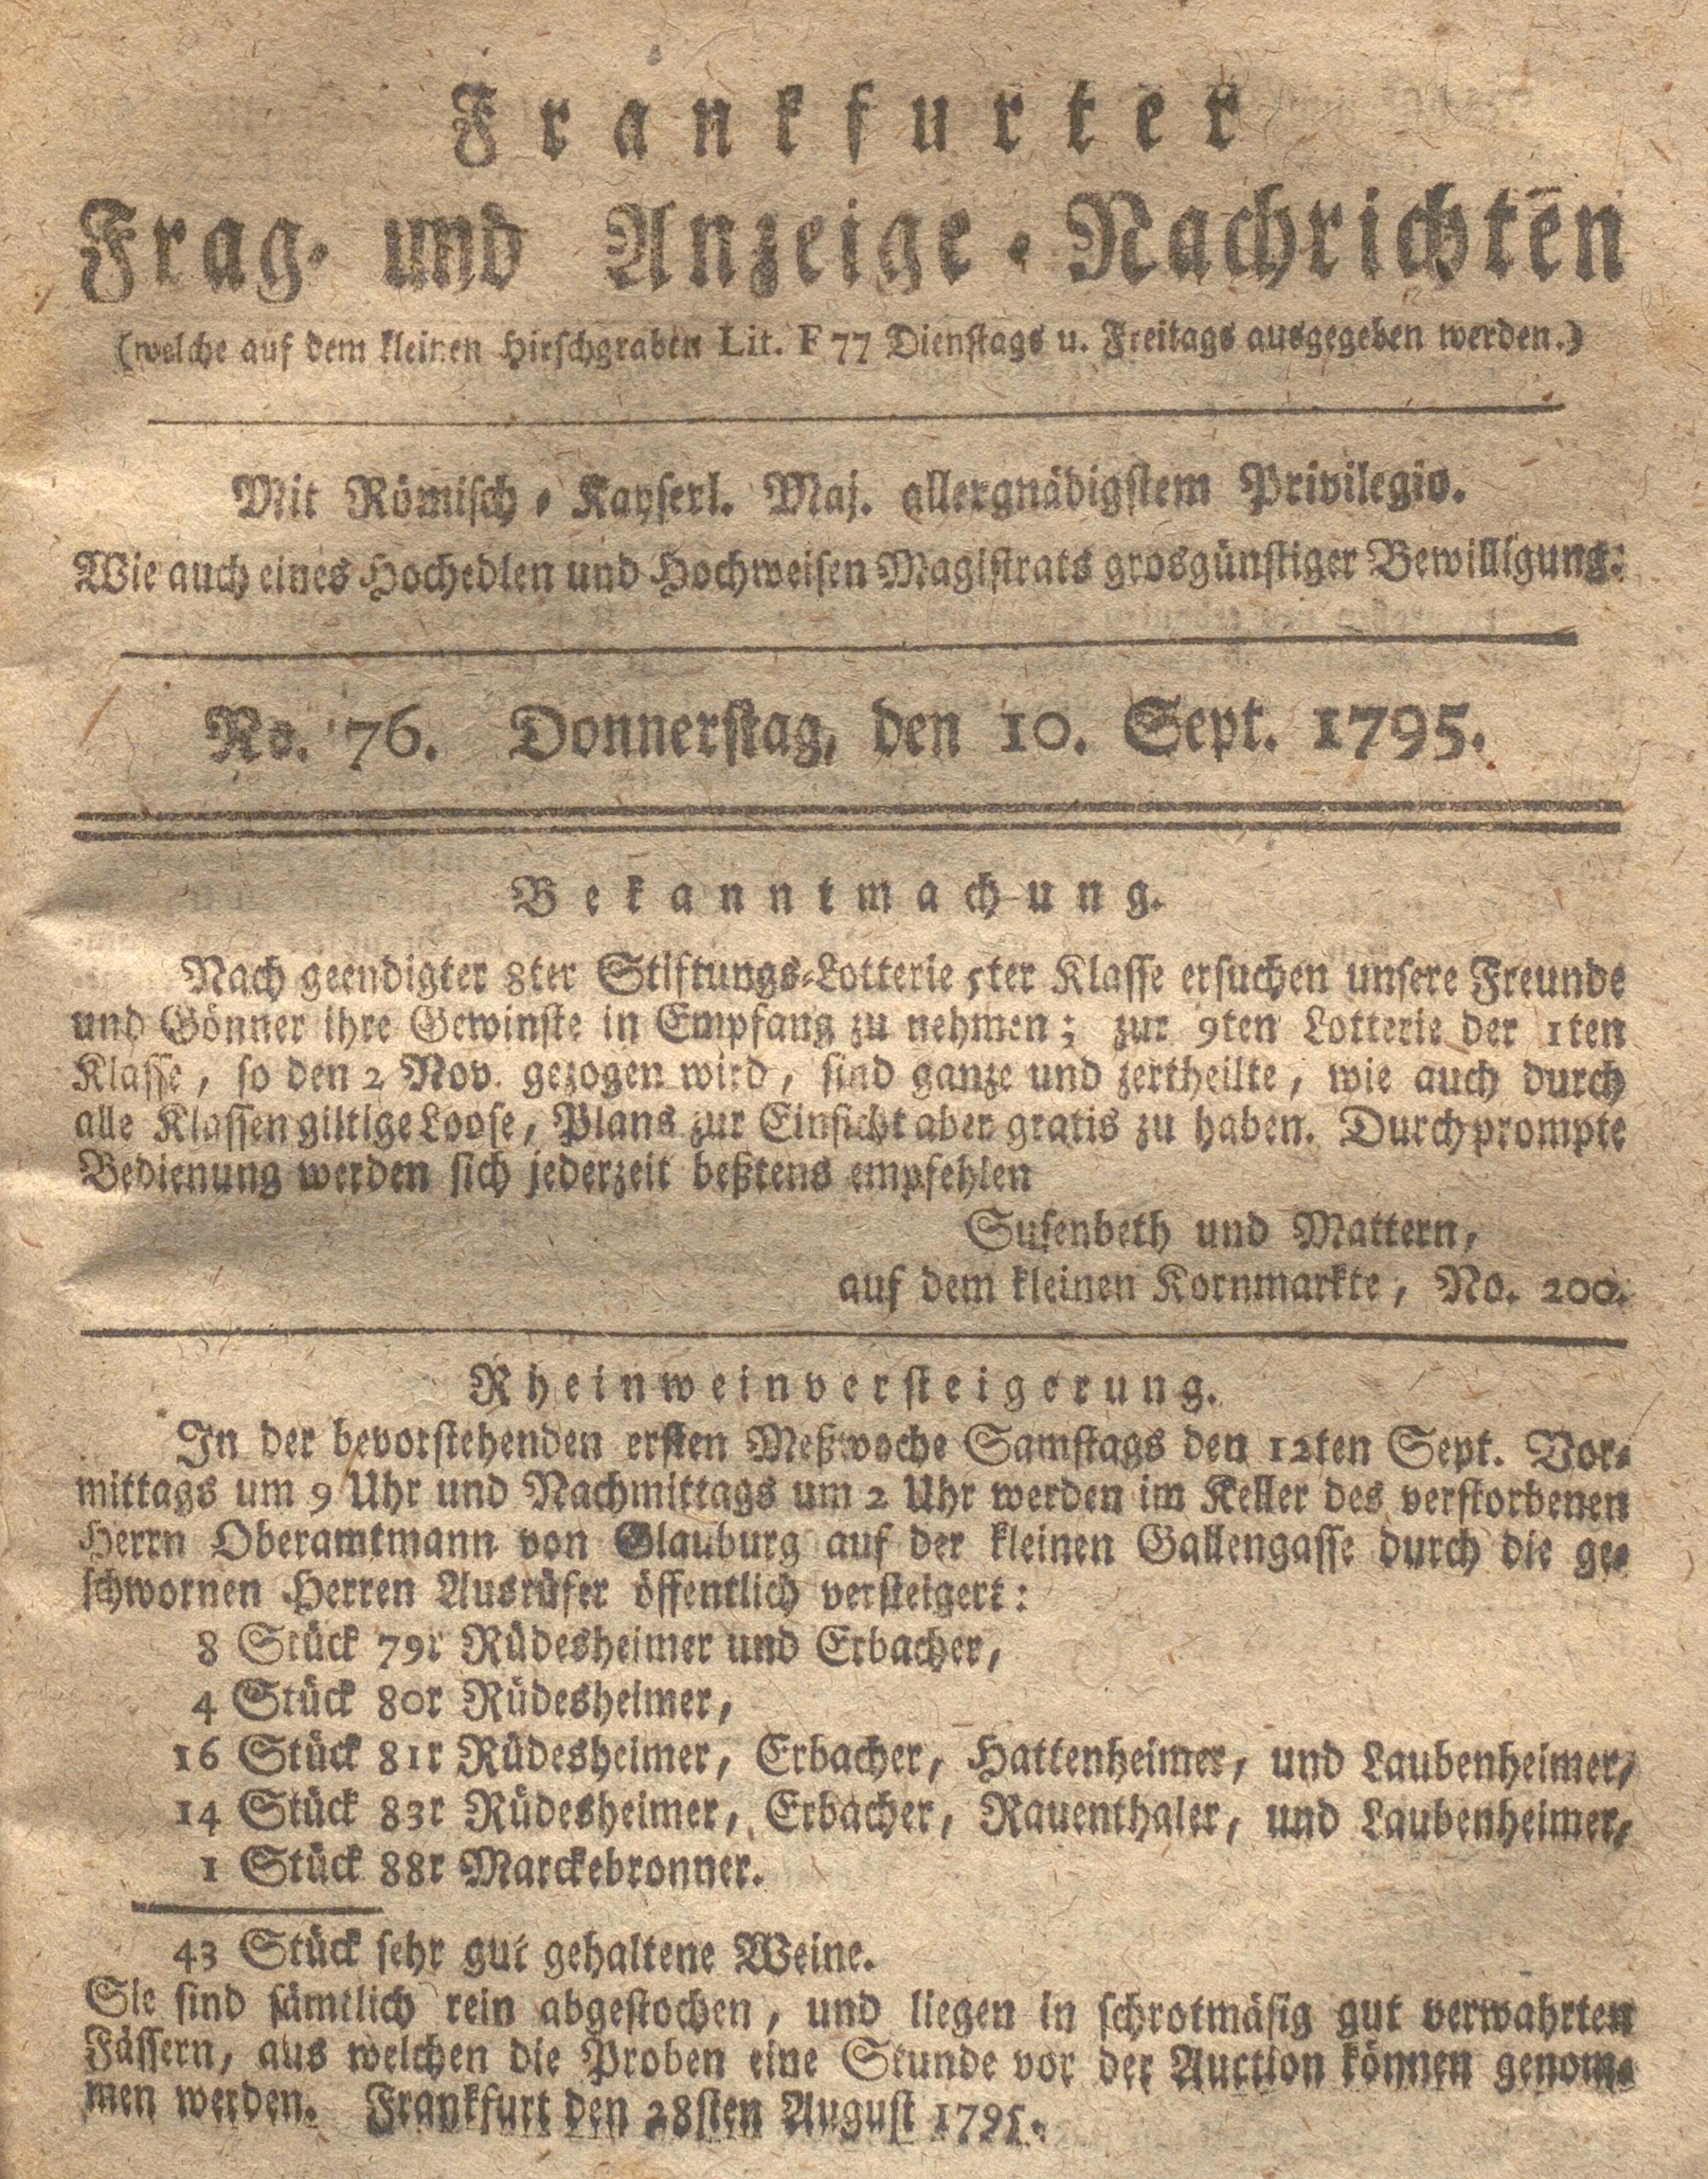 Frankfurter
Frag- und Anzeige-Nachrichten
(welche auf dem kleinen Hirschgraben Lit. F 77 Dienstags u. Freitags ausgegeben werden.)
Mit Römisch-Kayserl. Maj. allergnädigstem Privilegio.
Wie auch eines Hochedlen und Hochweisen Magistrats grosgünstiger Bewilligung.
No. 76. Donnerstag, den 10. Sept. 1795.
Bekanntmachung.
Nach geendigter 8ter Stiftungs-Lotterie 5ter Klasse ersuchen unsere Freunde
und Gönner ihre Gewinste in Empfang zu nehmen; zur 9ten Lotterie der 1ten
Klasse, so den 2 Nov. gezogen wird, sind ganze und zertheilte, wie auch durch
alle Klassen giltige Loose, Plans zur Einsicht aber gratis zu haben. Durch prompte
Bedienung werden sich jederzeit beßtens empfehlen
Susenbeth und Mattern,
auf dem kleinen Kornmarkte, No. 200.
Rheinweinversteigerung.
In der bevorstehenden ersten Meßwoche Samstags den 12ten Sept. Vor-
mittags um 9 Uhr und Nachmittags um 2 Uhr werden im Keller des verstorbenen
Herrn Oberamtmann von Glauburg auf der kleinen Gallengasse durch die ge-
schwornen Herren Ausrüfer öffentlich versteigert:
8 Stück 79r Rüdesheimer und Erbacher,
4 Stück 80r Rüdesheimer,
16 Stück 81r Rüdesheimer, Erbacher, Hattenheimer, und Laubenheimer,
14 Stück 83r Rüdesheimer, Erbacher, Rauenthaler, und Laubenheimer,
1 Stück 88r Marckebronner.
43 Stück sehr gut gehaltene Weine.
Sie sind sämtlich rein abgestochen, und liegen in schrotmäsig gut verwahrten
Fässern, aus welchen die Proben eine Stunde vor der Auction können genom-
men werden. Frankfurt den 28sten August 1795.